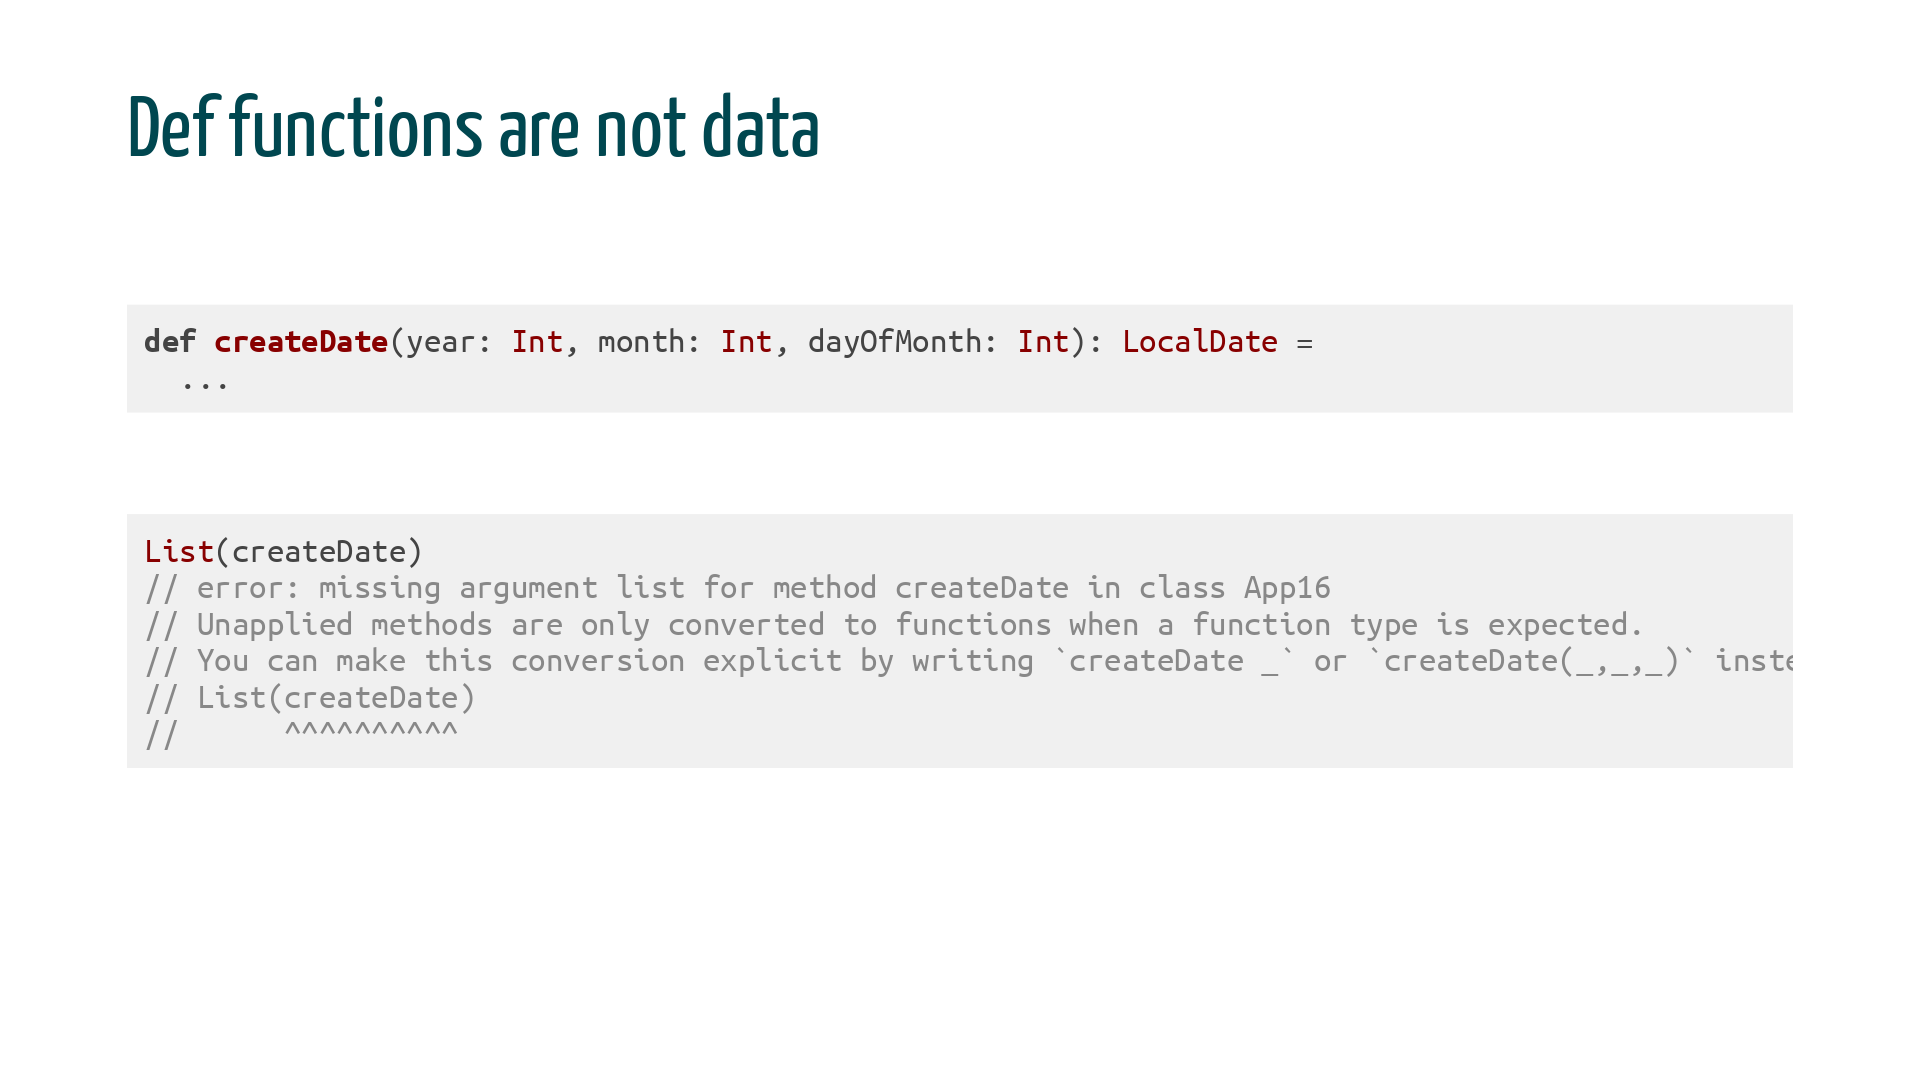 Def functions are not data
def createDate(year: Int, month: Int, dayOfMonth: Int): LocalDate =
  ...
List(createDate)
// error: missing argument list for method createDate in class App16
// Unapplied methods are only converted to functions when a function type is expected.
// You can make this conversion explicit by writing `createDate _` or `createDate(_,_,_)` inste
// List(createDate)
//      ^^^^^^^^^^